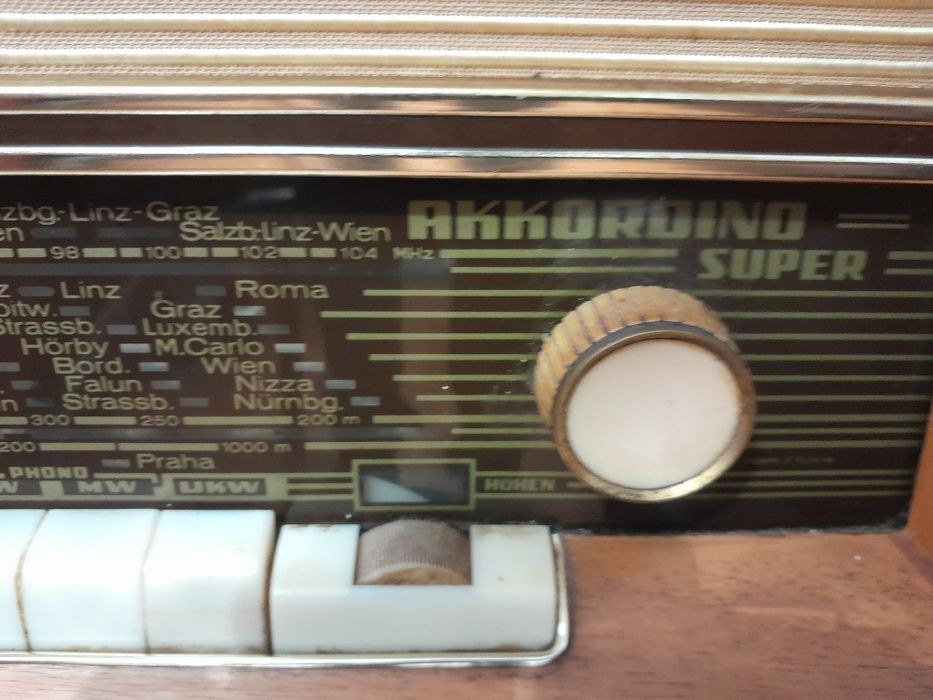 zbg.-Linz-Graz
en Salzb-Linz-Wien
AKKORDINO
SUPER
98 100 102 104 MHz
z Linz Roma
oitw. Graz
Strassb. Luxemb.
Hörby M.Carlo
Bord. Wien
Falun Nizza
n Strassb. Nürnbg.
300 250 200 m
200 1000 m
Praha
PHONO
W MW UKW
HÖHEN